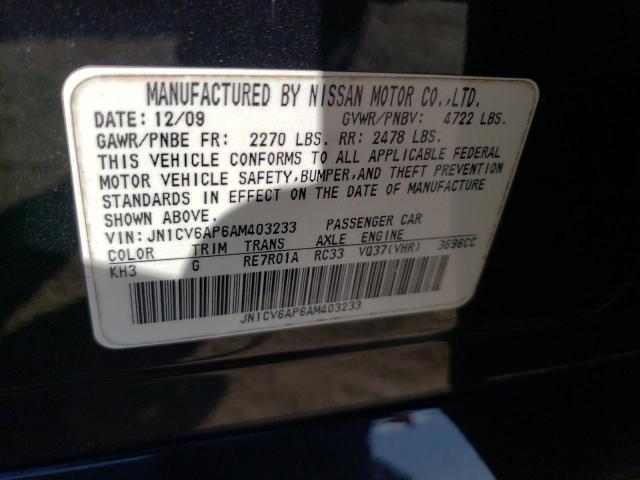 MANUFACTURED BY NISSAN MOTOR CO.,LTD.
DATE: 12/09 GVWR/PNBV: 4722 LBS.
GAWR/PNBE FR: 2270 LBS. RR: 2478 LBS.
THIS VEHICLE CONFORMS TO ALL APPLICABLE FEDERAL
MOTOR VEHICLE SAFETY,BUMPER,AND THEFT PREVENTION
STANDARDS IN EFFECT ON THE DATE OF MANUFACTURE
SHOWN ABOVE.
VIN:JN1CV6AP6AM403233 PASSENGER CAR
COLOR TRIM TRANS AXLE ENGINE
KH3 G RE7R01A RC33 VQ37(VHR) 3696CC
JN1CV6AP6AM403233